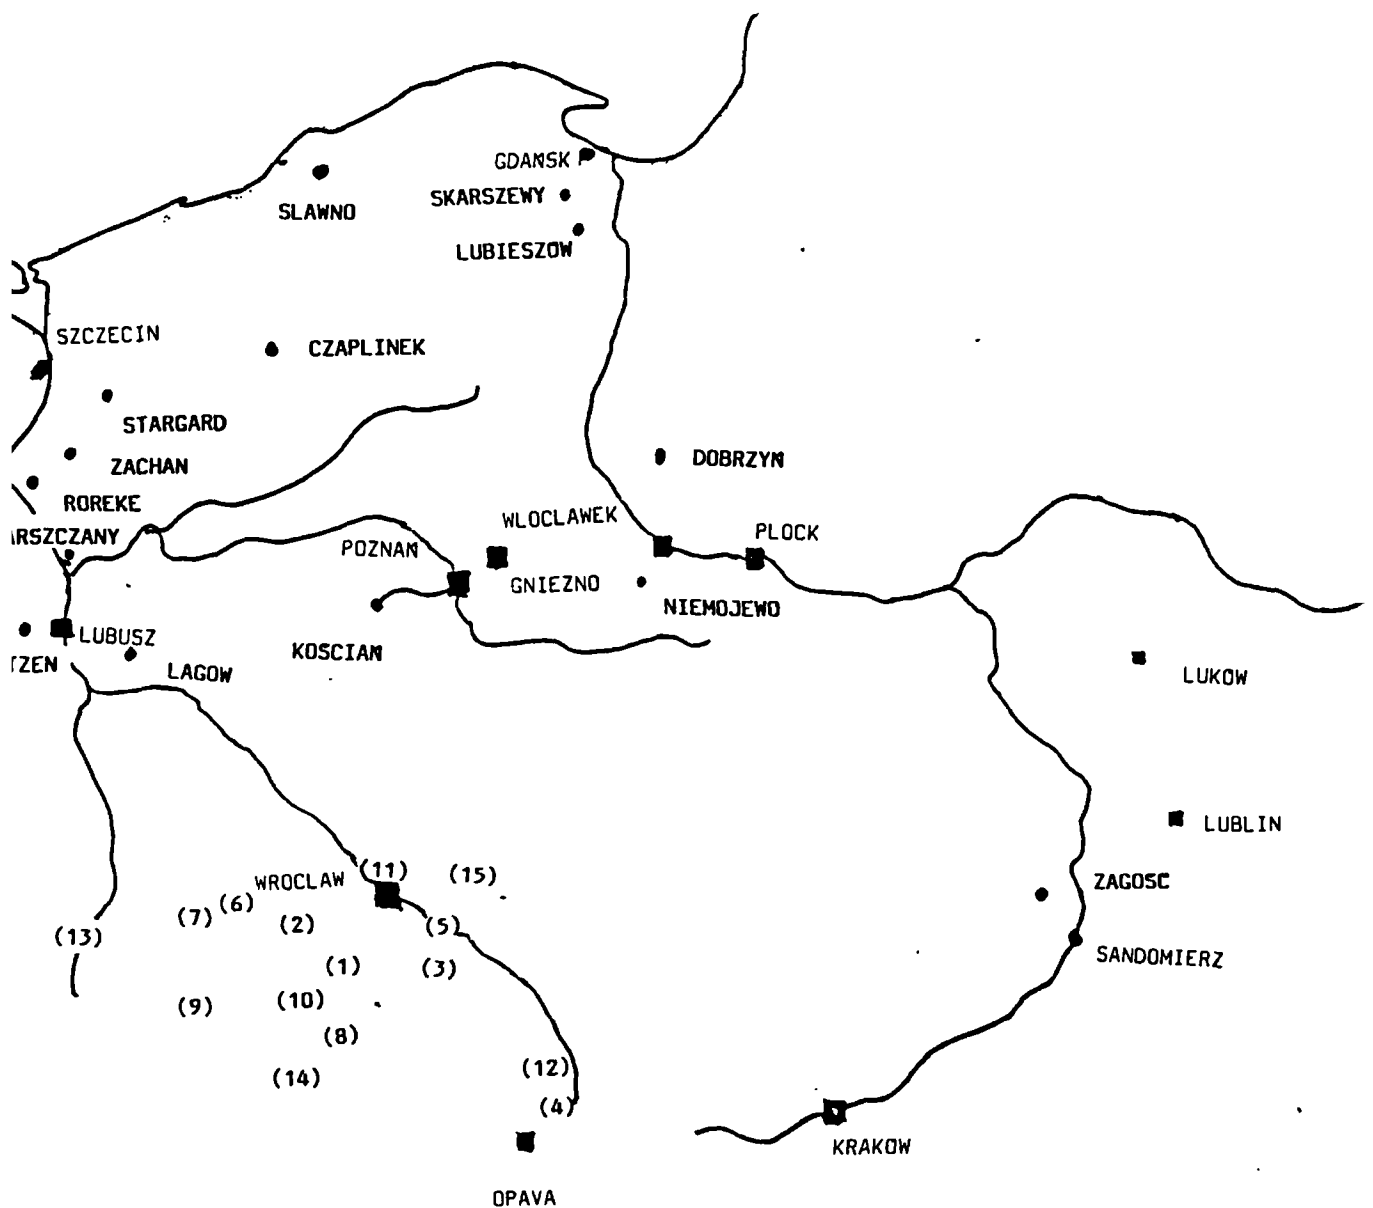 GDANSK
SKARSZEWY
SLAWNO
LUBIESZOW
SZCZECIN
CZAPLINEK
STARGARD
DOBRZYN
ZACHAN
ROREKE
WLOCLAWEK
ARSZCZANY
PLOCK
POZNAN
GNIEZNO
NIEMOJEWO
LUBUSZ
KOSCIAN
TZEN
LAGOW
LUKOW
LUBLIN
(11)
(15)
WROCLAW
ZAGOSC
(6)
(7)
(2)
(5)
(13)
SANDOMIERZ
(1)
(3)
(10)
(9)
(8)
(12)
(14)
(4)
KRAKOW
OPAVA